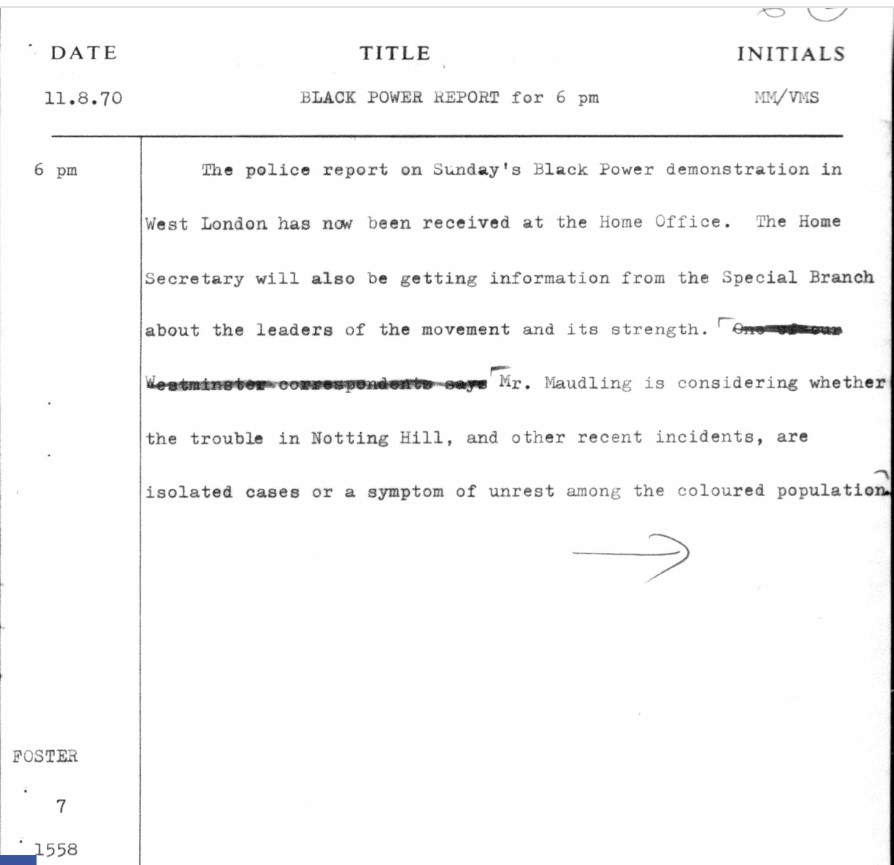 DATE TITLE INITIALS
11.8.70 BLACK POWER REPORT for 6 pm MM/VMS
6 pm The police report on Sunday's Black Power demonstration in
West London has now been received at the Home Office. The Home
Secretary will also be getting information from the Special Branch
about the leaders of the movement and its strength. One of our
Westminster correspondents says Mr. Maudling is considering whether
the trouble in Notting Hill, and other recent incidents, are
isolated cases or a symptom of unrest among the coloured population.
FOSTER
7
1558